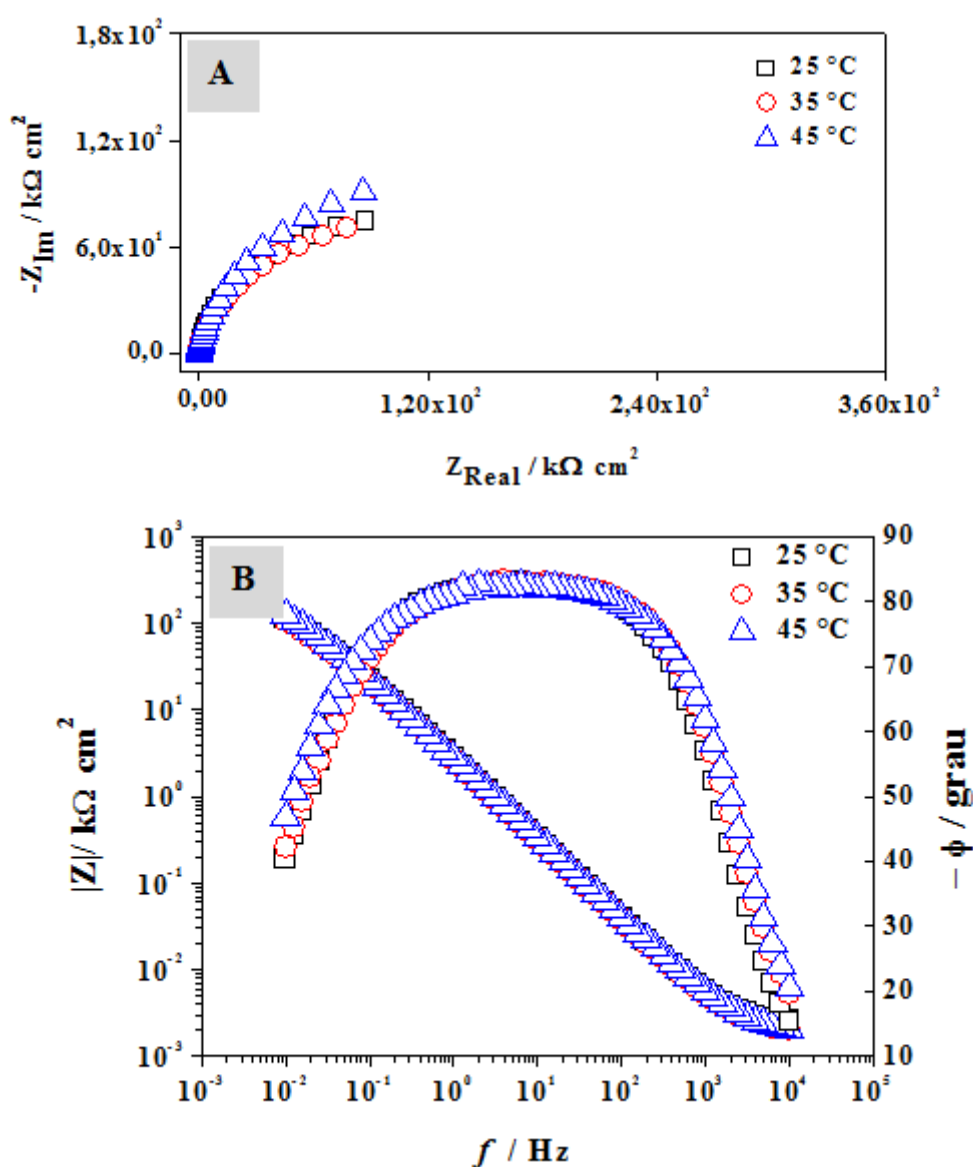 A
1,8x10²
1,2x10²
6,0x10¹
0,0
-Z_Im / kΩ cm²
25 °C
35 °C
45 °C
0,00
1,20x10²
2,40x10²
3,60x10²
Z_Real / kΩ cm²
B
10³
10²
10¹
10⁰
10⁻¹
10⁻²
10⁻³
|Z|/ kΩ cm²
25 °C
35 °C
45 °C
90
80
70
60
50
40
30
20
10
– ϕ / grau
10⁻³
10⁻²
10⁻¹
10⁰
10¹
10²
10³
10⁴
10⁵
f / Hz